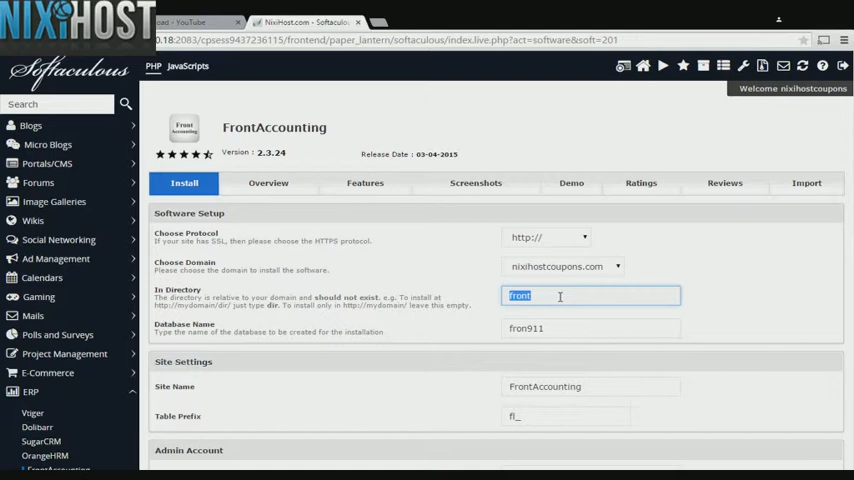 NIXIHOST
load - YouTube
NixiHost.com - Softaculous
.18:2083/cpsess9437236115/frontend/paper_lantern/softaculous/index.live.php?act=software&soft=201
Softaculous
PHP JavaScripts
Welcome nixihostcoupons
Search
Blogs
Micro Blogs
Portals/CMS
Forums
Image Galleries
Wikis
Social Networking
Ad Management
Calendars
Gaming
Mails
Polls and Surveys
Project Management
E-Commerce
ERP
Vtiger
Dolibarr
SugarCRM
OrangeHRM
FrontAccounting
Front
Accounting
FrontAccounting
Version : 2.3.24 Release Date : 03-04-2015
Install Overview Features Screenshots Demo Ratings Reviews Import
Software Setup
Choose Protocol
If your site has SSL, then please choose the HTTPS protocol.
http://
Choose Domain
Please choose the domain to install the software.
nixihostcoupons.com
In Directory
The directory is relative to your domain and should not exist. e.g. To install at
http://mydomain/dir/ just type dir. To install only in http://mydomain/ leave this empty.
front
Database Name
Type the name of the database to be created for the installation
fron911
Site Settings
Site Name FrontAccounting
Table Prefix fl_
Admin Account